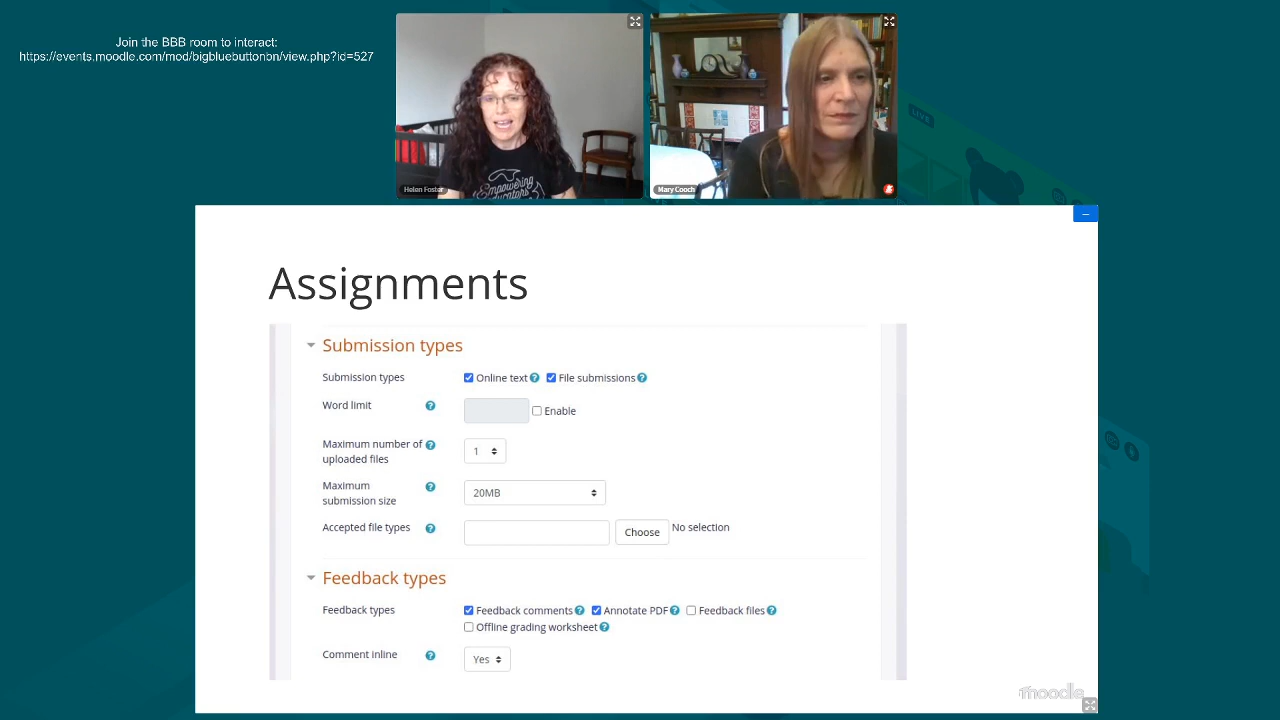 Join the BBB room to interact:
https://events.moodle.com/mod/bigbluebuttonbn/view.php?id=527
Helen Foster
Empowering
educators
Mary Cooch
LIVE
Assignments
Submission types
Submission types Online text File submissions
Word limit Enable
Maximum number of
uploaded files 1
Maximum
submission size 20MB
Accepted file types Choose No selection
Feedback types
Feedback types Feedback comments Annotate PDF Feedback files
Offline grading worksheet
Comment inline Yes
moodle